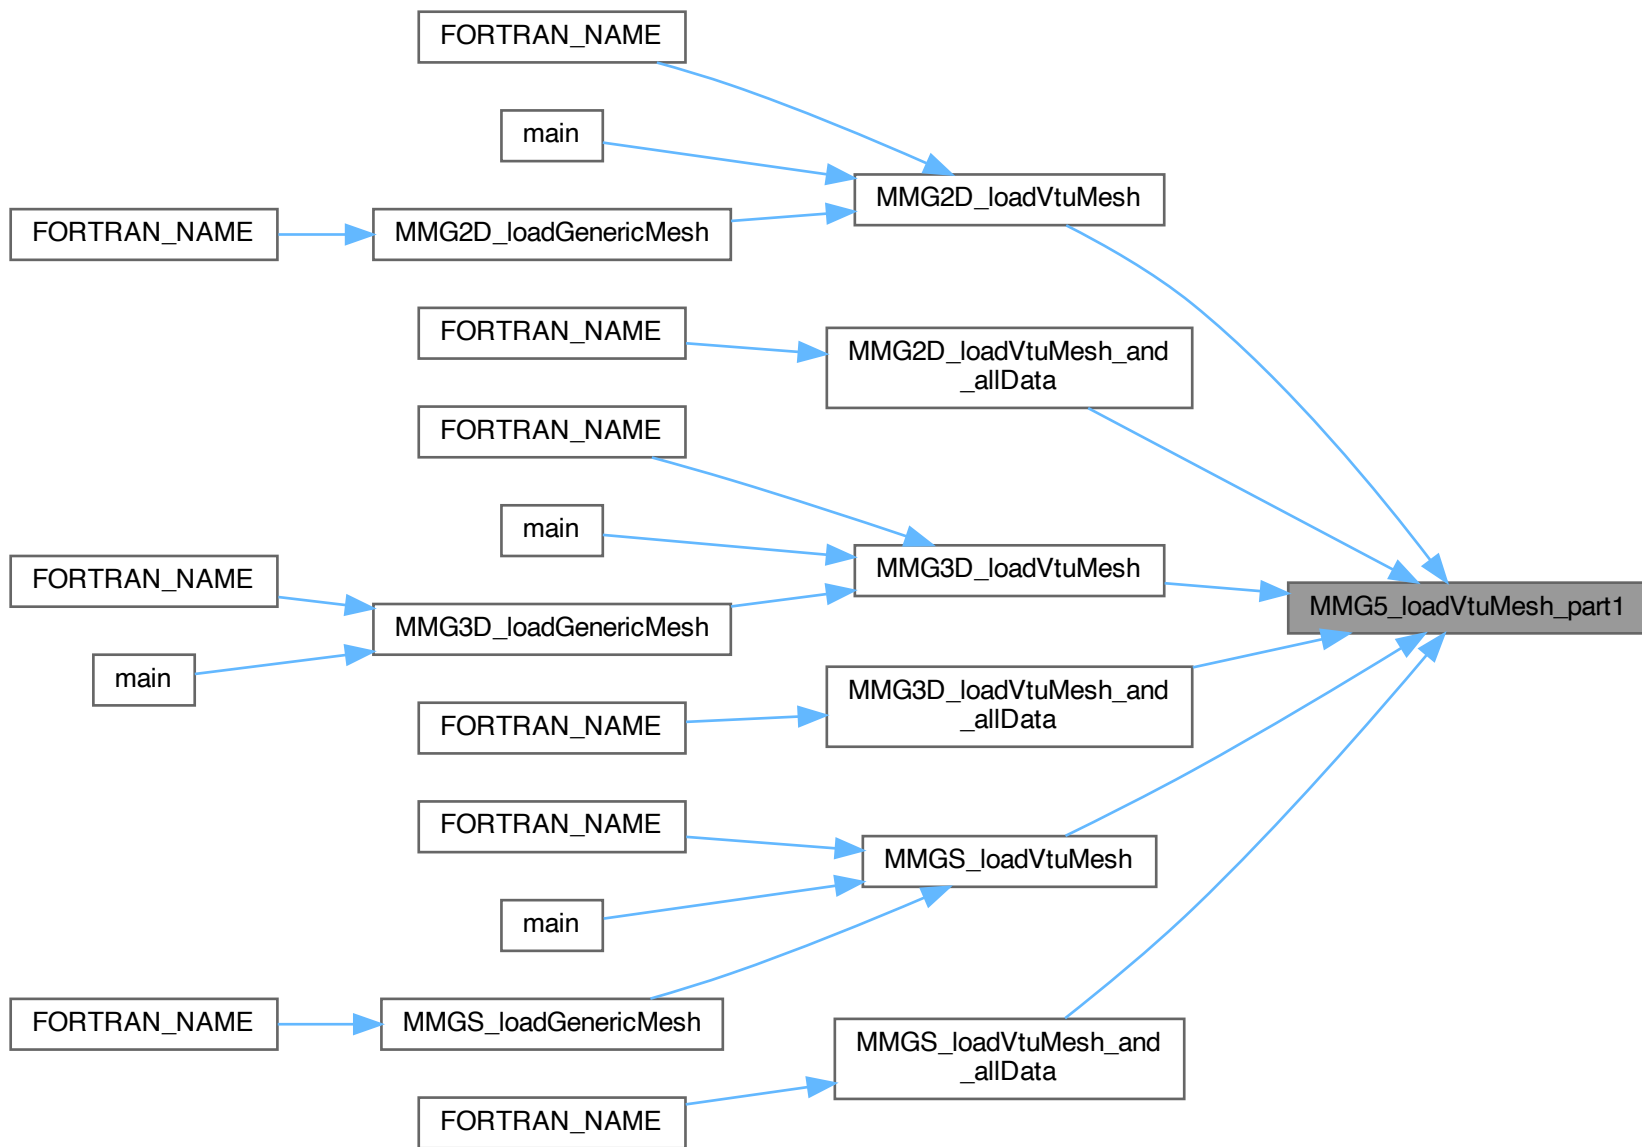 FORTRAN_NAME
main
MMG2D_loadVtuMesh
FORTRAN_NAME
MMG2D_loadGenericMesh
FORTRAN_NAME
MMG2D_loadVtuMesh_and
_allData
FORTRAN_NAME
main
MMG3D_loadVtuMesh
FORTRAN_NAME
MMG3D_loadGenericMesh
MMG5_loadVtuMesh_part1
main
MMG3D_loadVtuMesh_and
_allData
FORTRAN_NAME
FORTRAN_NAME
MMGS_loadVtuMesh
main
FORTRAN_NAME
MMGS_loadGenericMesh
MMGS_loadVtuMesh_and
_allData
FORTRAN_NAME